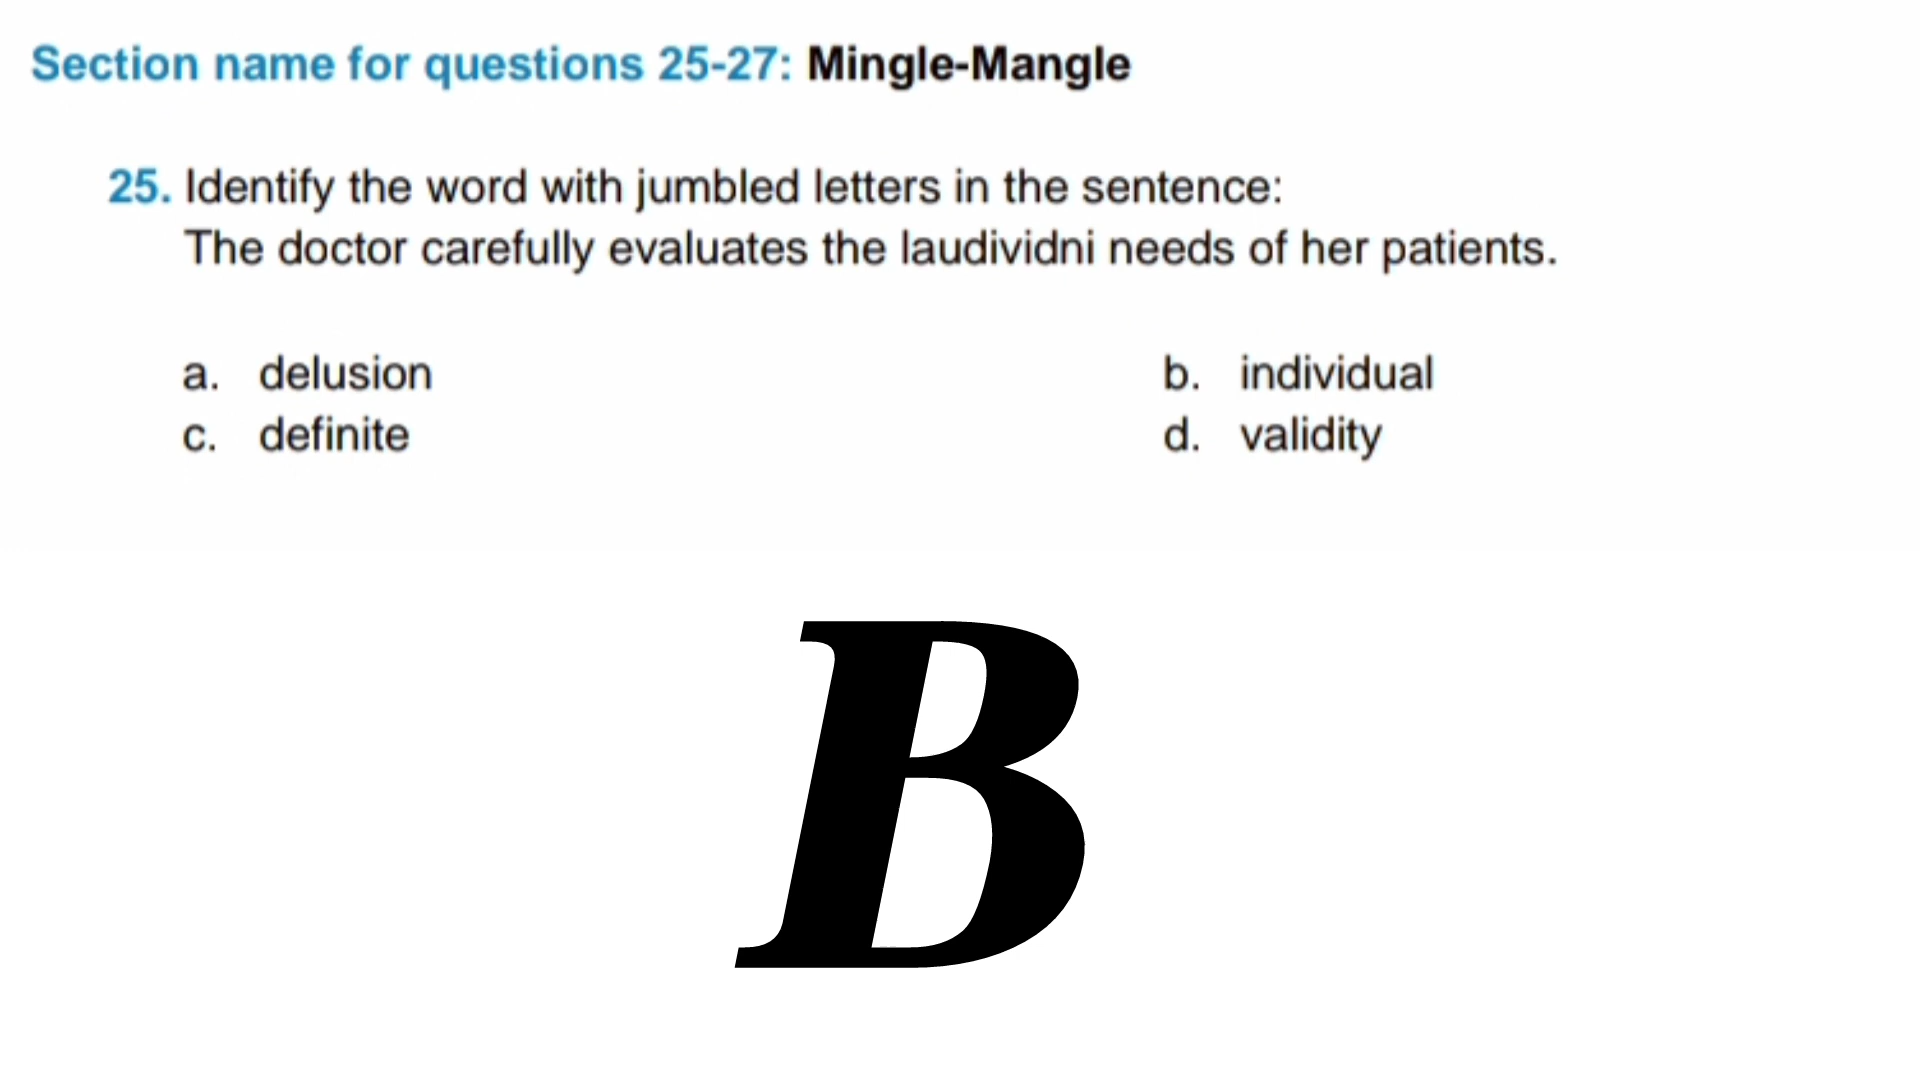 Section name for questions 25-27: Mingle-Mangle
25. Identify the word with jumbled letters in the sentence:
The doctor carefully evaluates the laudividni needs of her patients.
a. delusion
b. individual
c. definite
d. validity
B